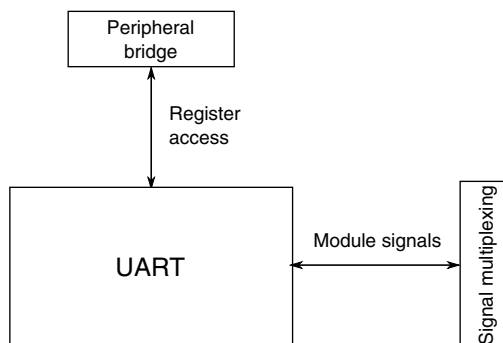 Peripheral
bridge
Register
access
UART
Module signals
Signal multiplexing